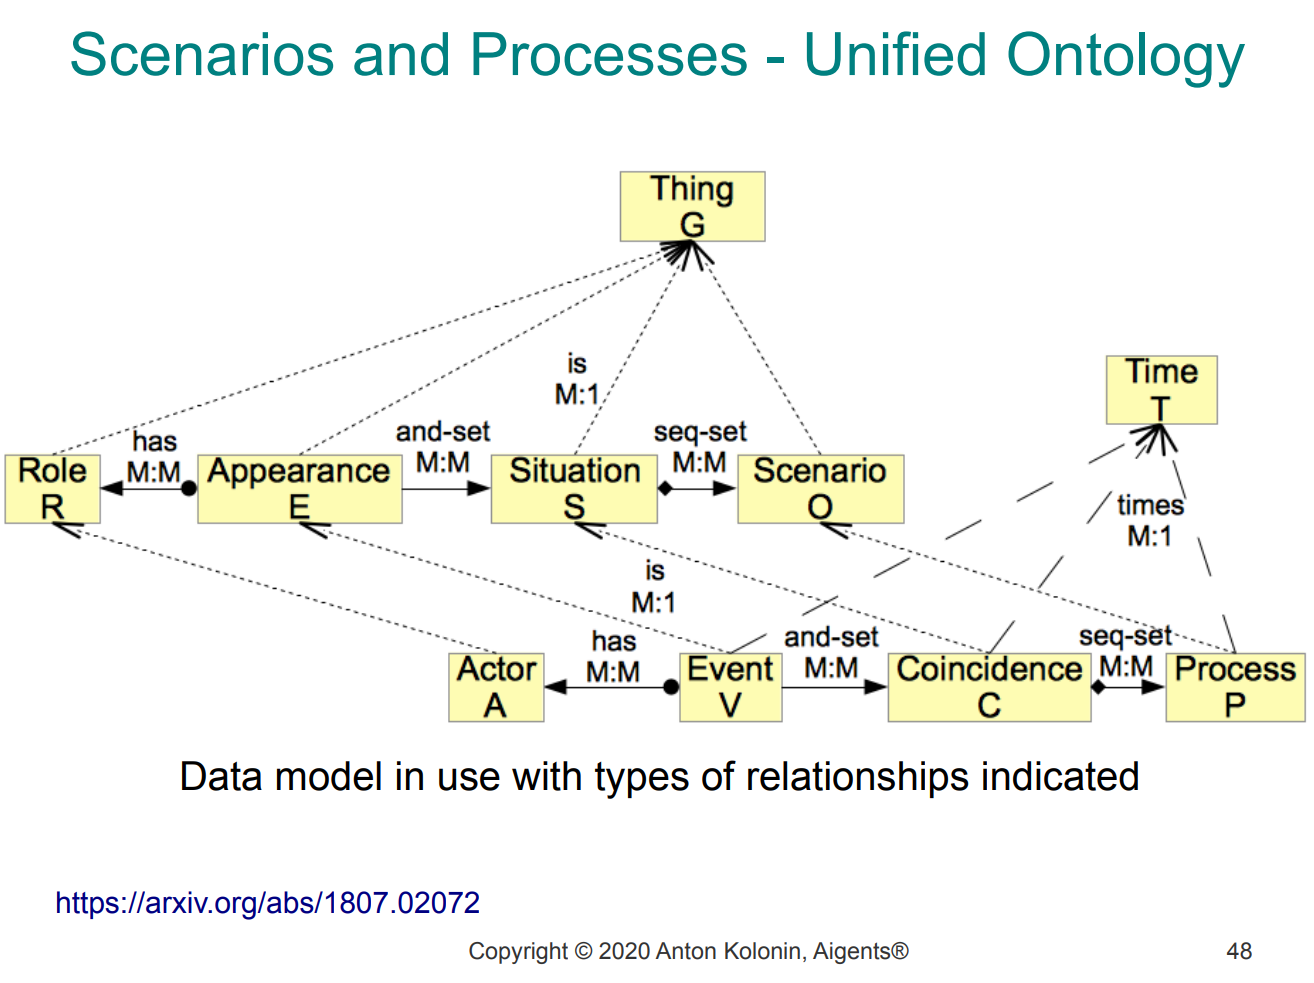 Scenarios and Processes - Unified Ontology
Thing
G
is
M:1
Time
T
has
M:M
and-set
M:M
seq-set
M:M
Role
R
Appearance
E
Situation
S
Scenario
O
times
M:1
is
M:1
has
M:M
and-set
M:M
seq-set
M:M
Actor
A
Event
V
Coincidence
C
Process
P
Data model in use with types of relationships indicated
https://arxiv.org/abs/1807.02072
Copyright © 2020 Anton Kolonin, Aigents®
48